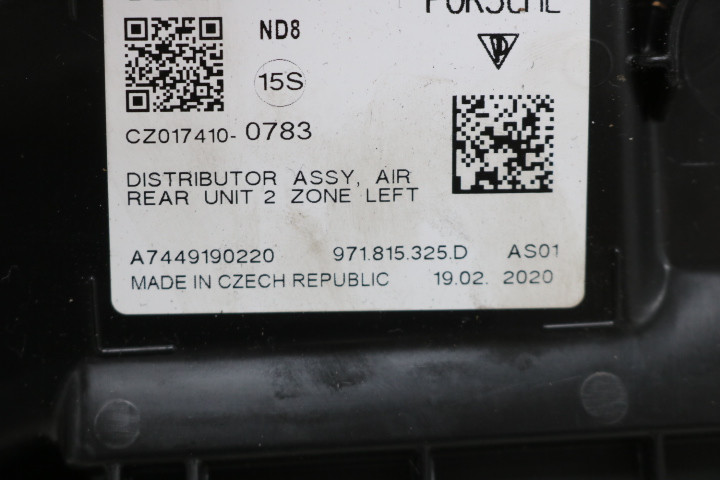 PORSCHE
ND8
15S
CZ017410-0783
DISTRIBUTOR ASSY, AIR
REAR UNIT 2 ZONE LEFT
A7449190220 971.815.325.D AS01
MADE IN CZECH REPUBLIC 19.02. 2020